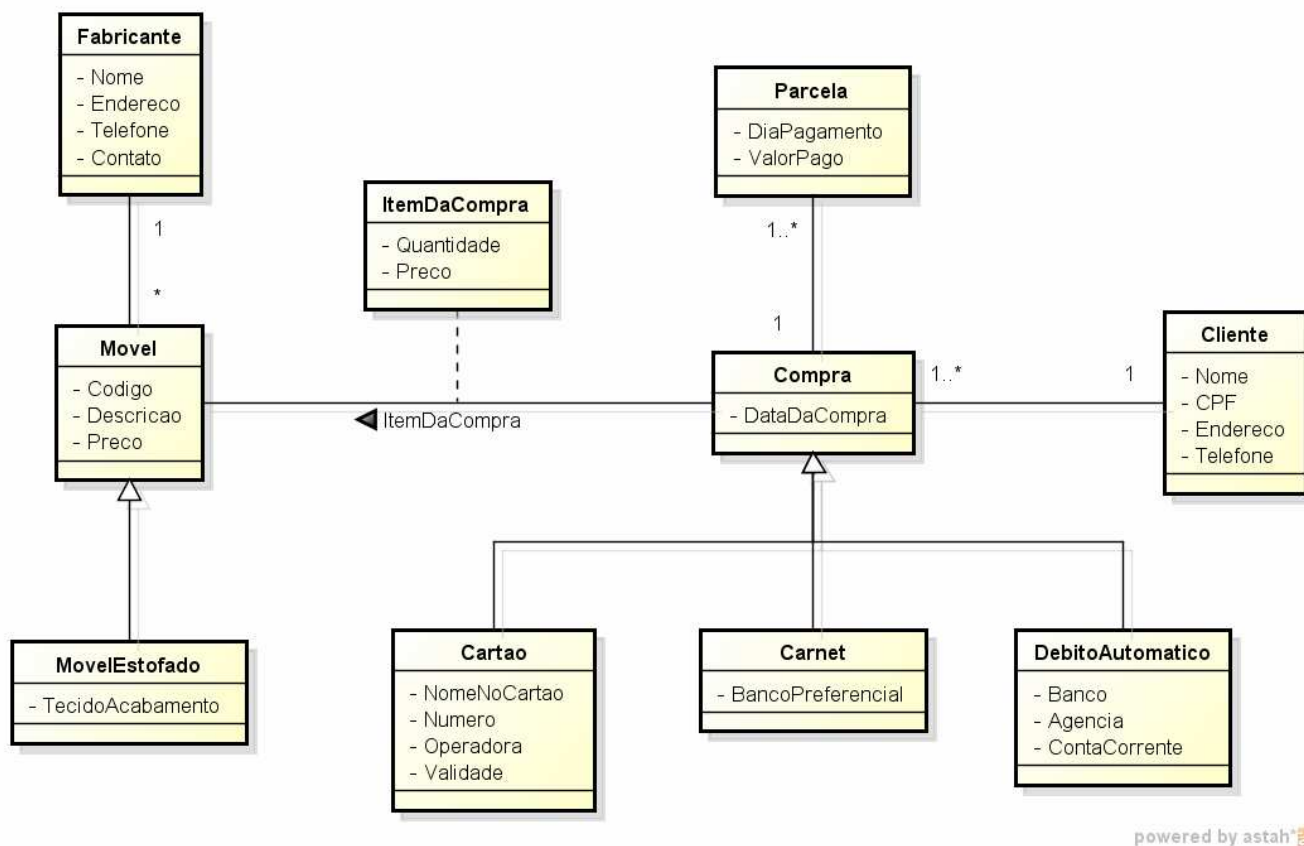 Fabricante
- Nome
- Endereco
- Telefone
- Contato
1
*
Movel
- Codigo
- Descricao
- Preco
ItemDaCompra
- Quantidade
- Preco
ItemDaCompra
Parcela
- DiaPagamento
- ValorPago
1..*
1
Compra
- DataDaCompra
1..*
1
Cliente
- Nome
- CPF
- Endereco
- Telefone
MovelEstofado
- TecidoAcabamento
Cartao
- NomeNoCartao
- Numero
- Operadora
- Validade
Carnet
- BancoPreferencial
DebitoAutomatico
- Banco
- Agencia
- ContaCorrente
powered by astah*